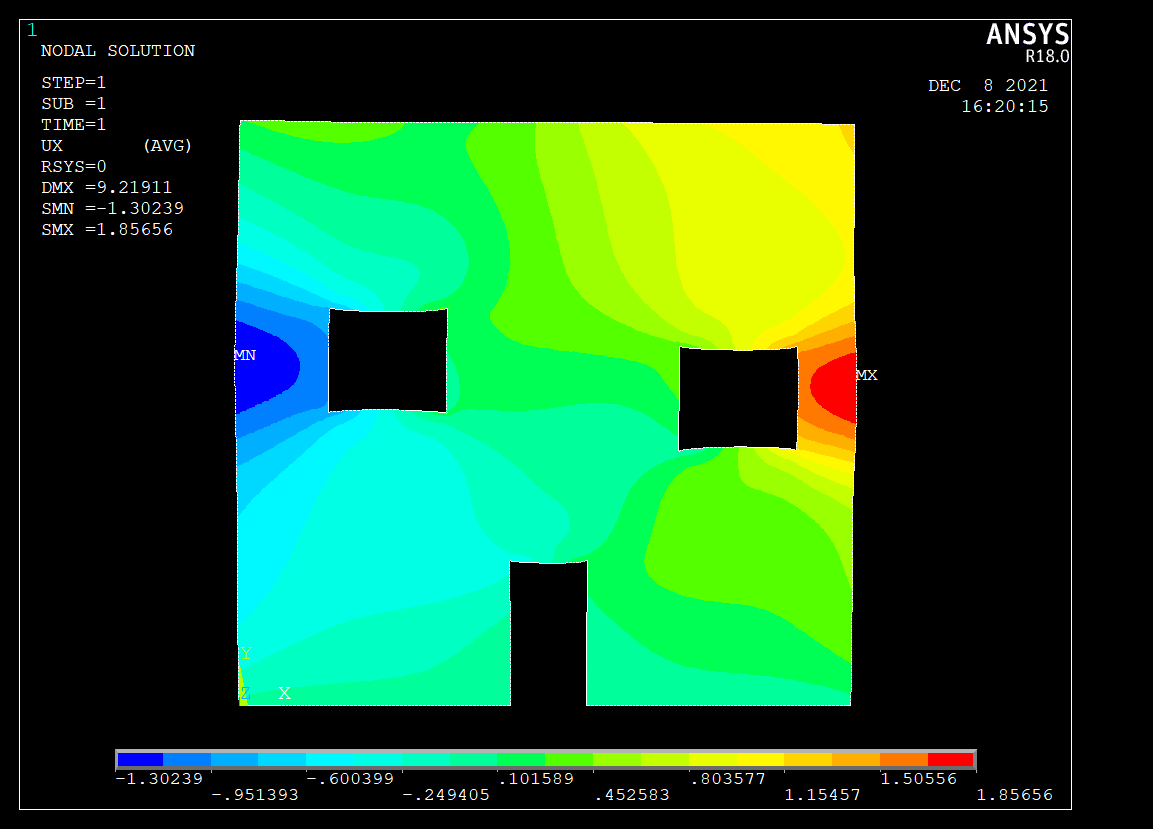 1
ANSYS
R18.0
NODAL SOLUTION
DEC  8 2021
16:20:15
STEP=1
SUB =1
TIME=1
UX       (AVG)
RSYS=0
DMX =9.21911
SMN =-1.30239
SMX =1.85656
MN
MX
Y
Z
X
-1.30239 -.600399 .101589 .803577 1.50556
-.951393 -.249405 .452583 1.15457 1.85656